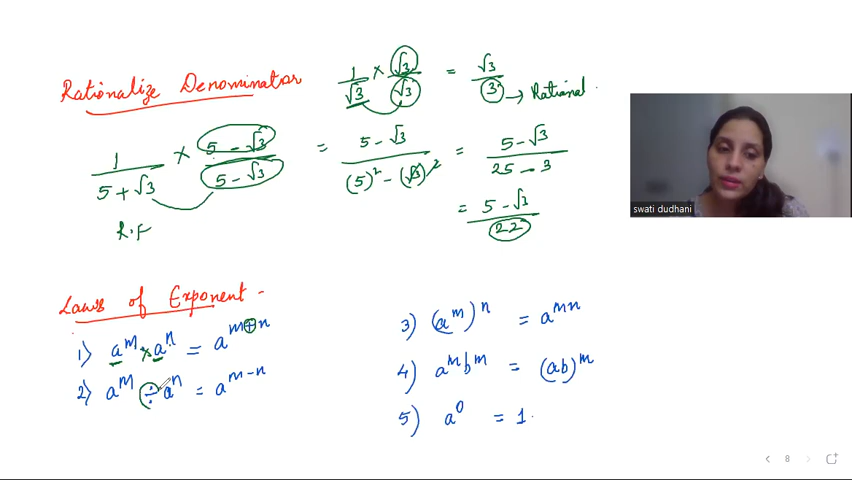 Rationalize Denominator
1/√3 × √3/√3 = √3/3 → Rational.
1/(5+√3) × (5-√3)/(5-√3) = (5-√3)/((5)²-(√3)²) = (5-√3)/(25-3)
= (5-√3)/22
R.F
swati dudhani
Laws of Exponent -
1) a^m × a^n = a^(m+n)
2) a^m ÷ a^n = a^(m-n)
3) (a^m)^n = a^(mn)
4) a^m b^m = (ab)^m
5) a^0 = 1.
8